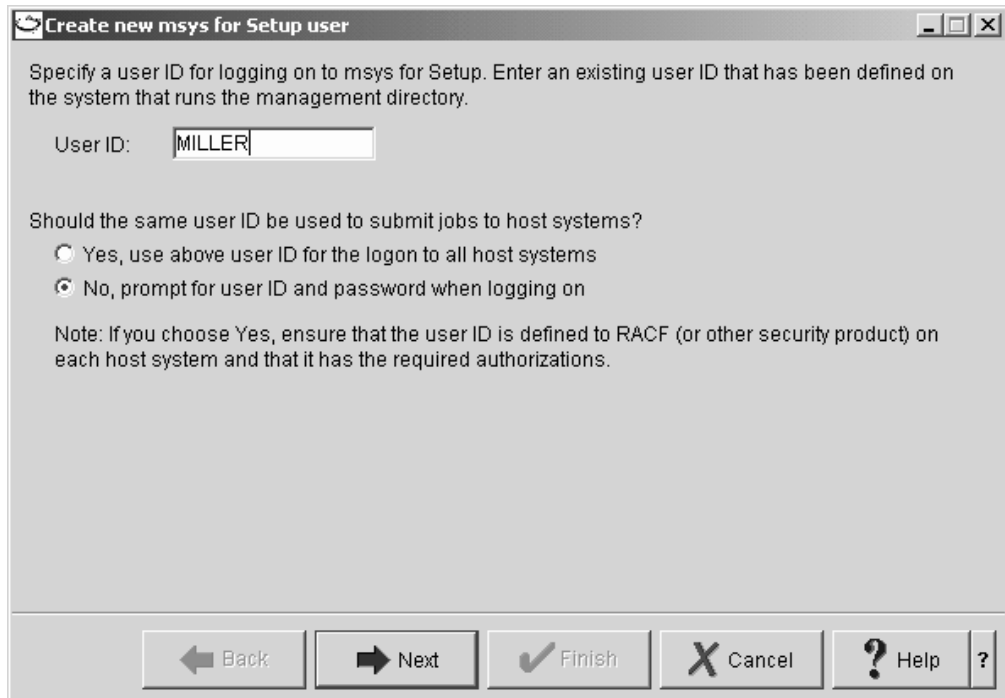 Create new msys for Setup user
Specify a user ID for logging on to msys for Setup. Enter an existing user ID that has been defined on
the system that runs the management directory.
User ID: MILLER
Should the same user ID be used to submit jobs to host systems?
Yes, use above user ID for the logon to all host systems
No, prompt for user ID and password when logging on
Note: If you choose Yes, ensure that the user ID is defined to RACF (or other security product) on
each host system and that it has the required authorizations.
Back Next Finish Cancel ? Help ?